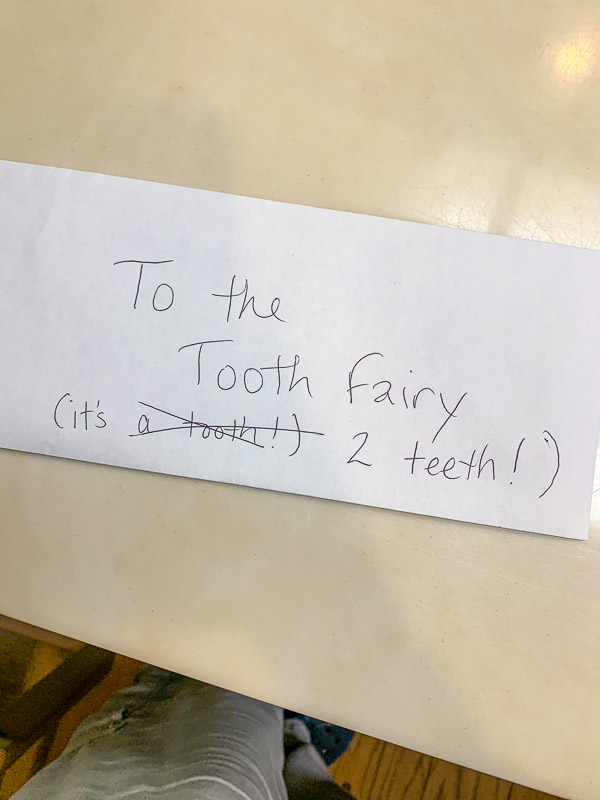 To the
Tooth Fairy
(it's a tooth!) 2 teeth!)